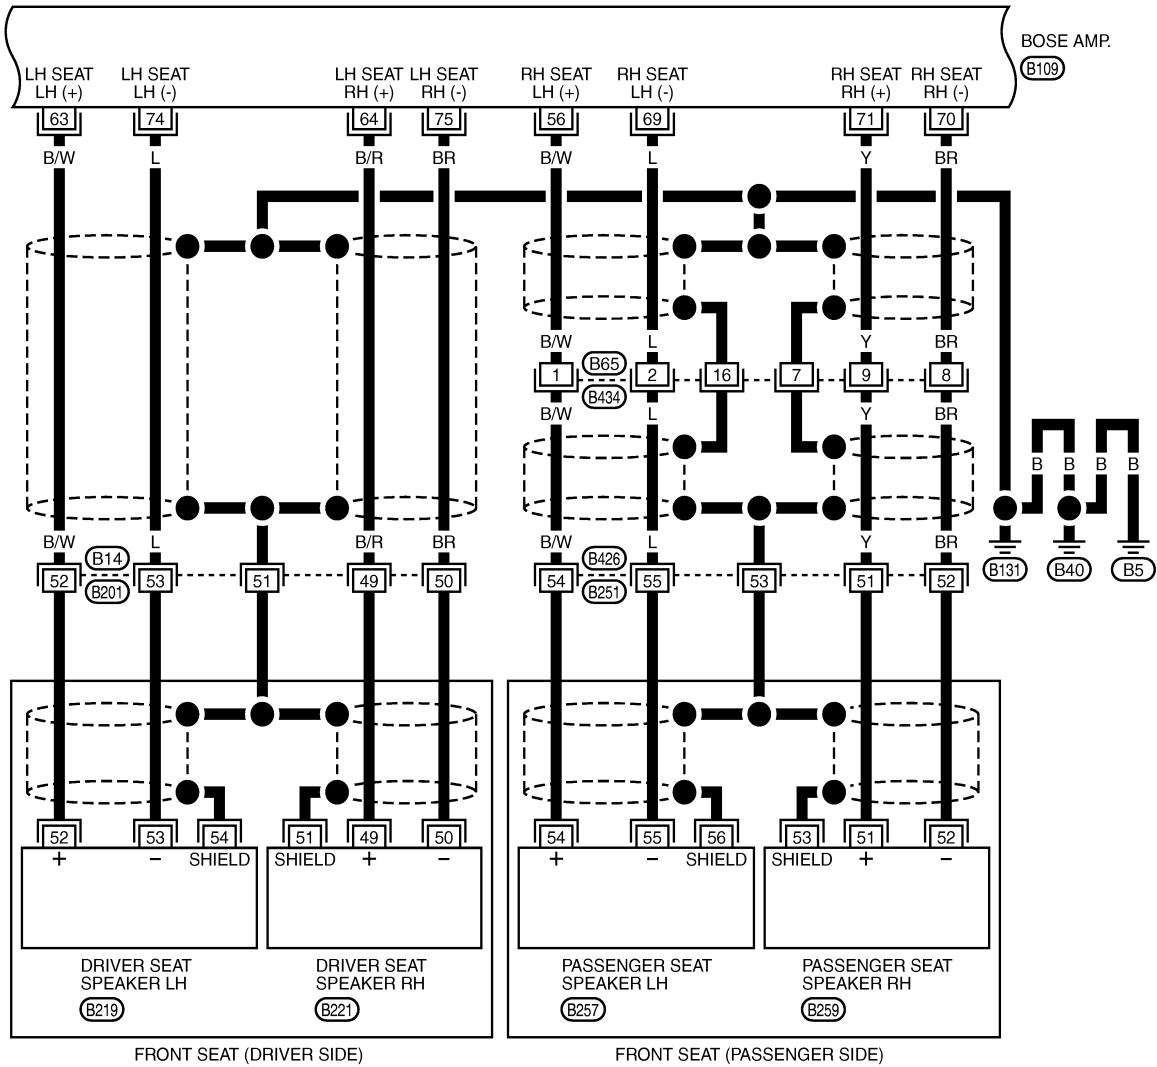 BOSE AMP.
B109
LH SEAT LH SEAT LH SEAT LH SEAT RH SEAT RH SEAT RH SEAT RH SEAT
LH (+) LH (-) RH (+) RH (-) LH (+) LH (-) RH (+) RH (-)
63 74 64 75 56 69 71 70
B/W L B/R BR B/W L Y BR
B/W L Y BR
B65
1 2 16 7 9 8
B434
B/W L Y BR
B B B B
B/W L B/R BR B/W L Y BR
B14 B426
52 53 51 49 50 54 55 53 51 52
B131 B40 B5
B201 B251
52 53 54 51 49 50 54 55 56 53 51 52
+ − SHIELD SHIELD + − + − SHIELD SHIELD + −
DRIVER SEAT DRIVER SEAT PASSENGER SEAT PASSENGER SEAT
SPEAKER LH SPEAKER RH SPEAKER LH SPEAKER RH
B219 B221 B257 B259
FRONT SEAT (DRIVER SIDE) FRONT SEAT (PASSENGER SIDE)